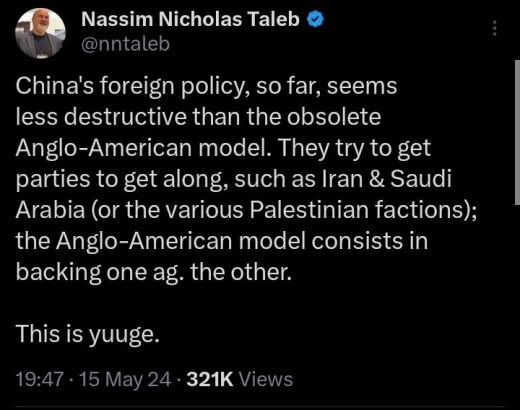 Nassim Nicholas Taleb
@nntaleb
China's foreign policy, so far, seems
less destructive than the obsolete
Anglo-American model. They try to get
parties to get along, such as Iran & Saudi
Arabia (or the various Palestinian factions);
the Anglo-American model consists in
backing one ag. the other.
This is yuuge.
19:47 · 15 May 24 · 321K Views